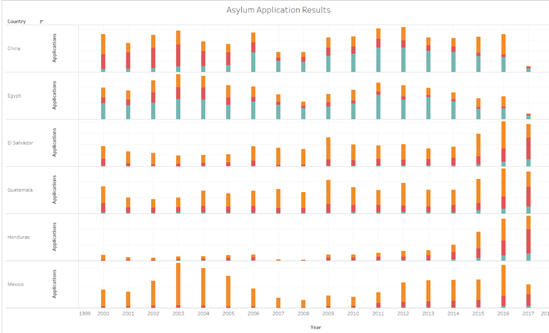 Asylum Application Results
Country
China
Applications
Egypt
Applications
El Salvador
Applications
Guatemala
Applications
Honduras
Applications
Mexico
Applications
1999 2000 2001 2002 2003 2004 2005 2006 2007 2008 2009 2010 2011 2012 2013 2014 2015 2016 2017
Year